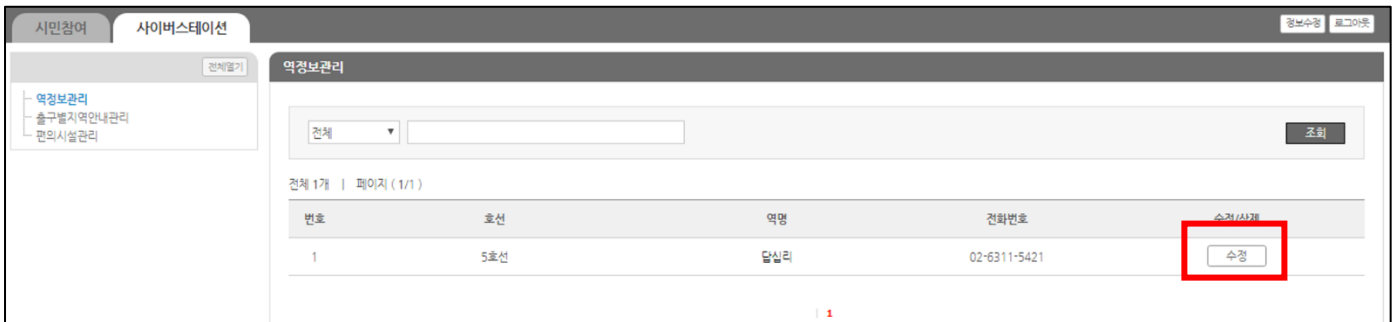 시민참여 사이버스테이션 정보수정 로그아웃
전체열기 역정보관리
역정보관리
출구별지역안내관리
편의시설관리
전체 ▼ 조회
전체 1개 | 페이지 ( 1/1 )
번호 호선 역명 전화번호 수정/삭제
1 5호선 답십리 02-6311-5421 수정
1